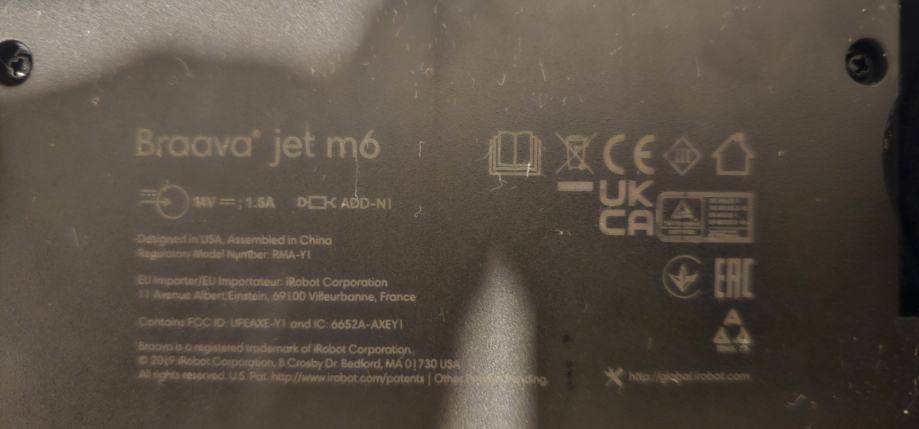 Braava® jet m6
14V ⎓ ; 1.5A ADD-N1
Designed in USA, Assembled in China
Regulatory Model Number: RMA-Y1
EU Importer/EU Importateur: iRobot Corporation
11 Avenue Albert Einstein, 69100 Villeurbanne, France
Contains FCC ID: UFEAXE-Y1 and IC: 6652A-AXEY1
Braava is a registered trademark of iRobot Corporation.
© 2019 iRobot Corporation, 8 Crosby Dr. Bedford, MA 01730 USA
All rights reserved. U.S. Pat. http://www.irobot.com/patents | Other Patents Pending
CE
UK
CA
EAC
http://global.irobot.com